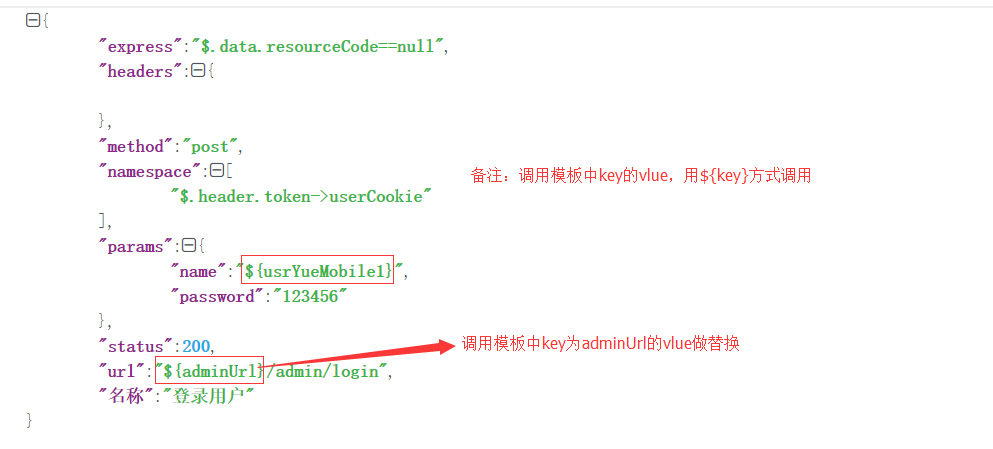 {
"express":"$.data.resourceCode==null",
"headers":{
},
"method":"post",
"namespace":[
备注：调用模板中key的vlue，用${key}方式调用
"$.header.token->userCookie"
],
"params":{
"name":"${usrYueMobile1}",
"password":"123456"
},
"status":200,
调用模板中key为adminUrl的vlue做替换
"url":"${adminUrl}/admin/login",
"名称":"登录用户"
}